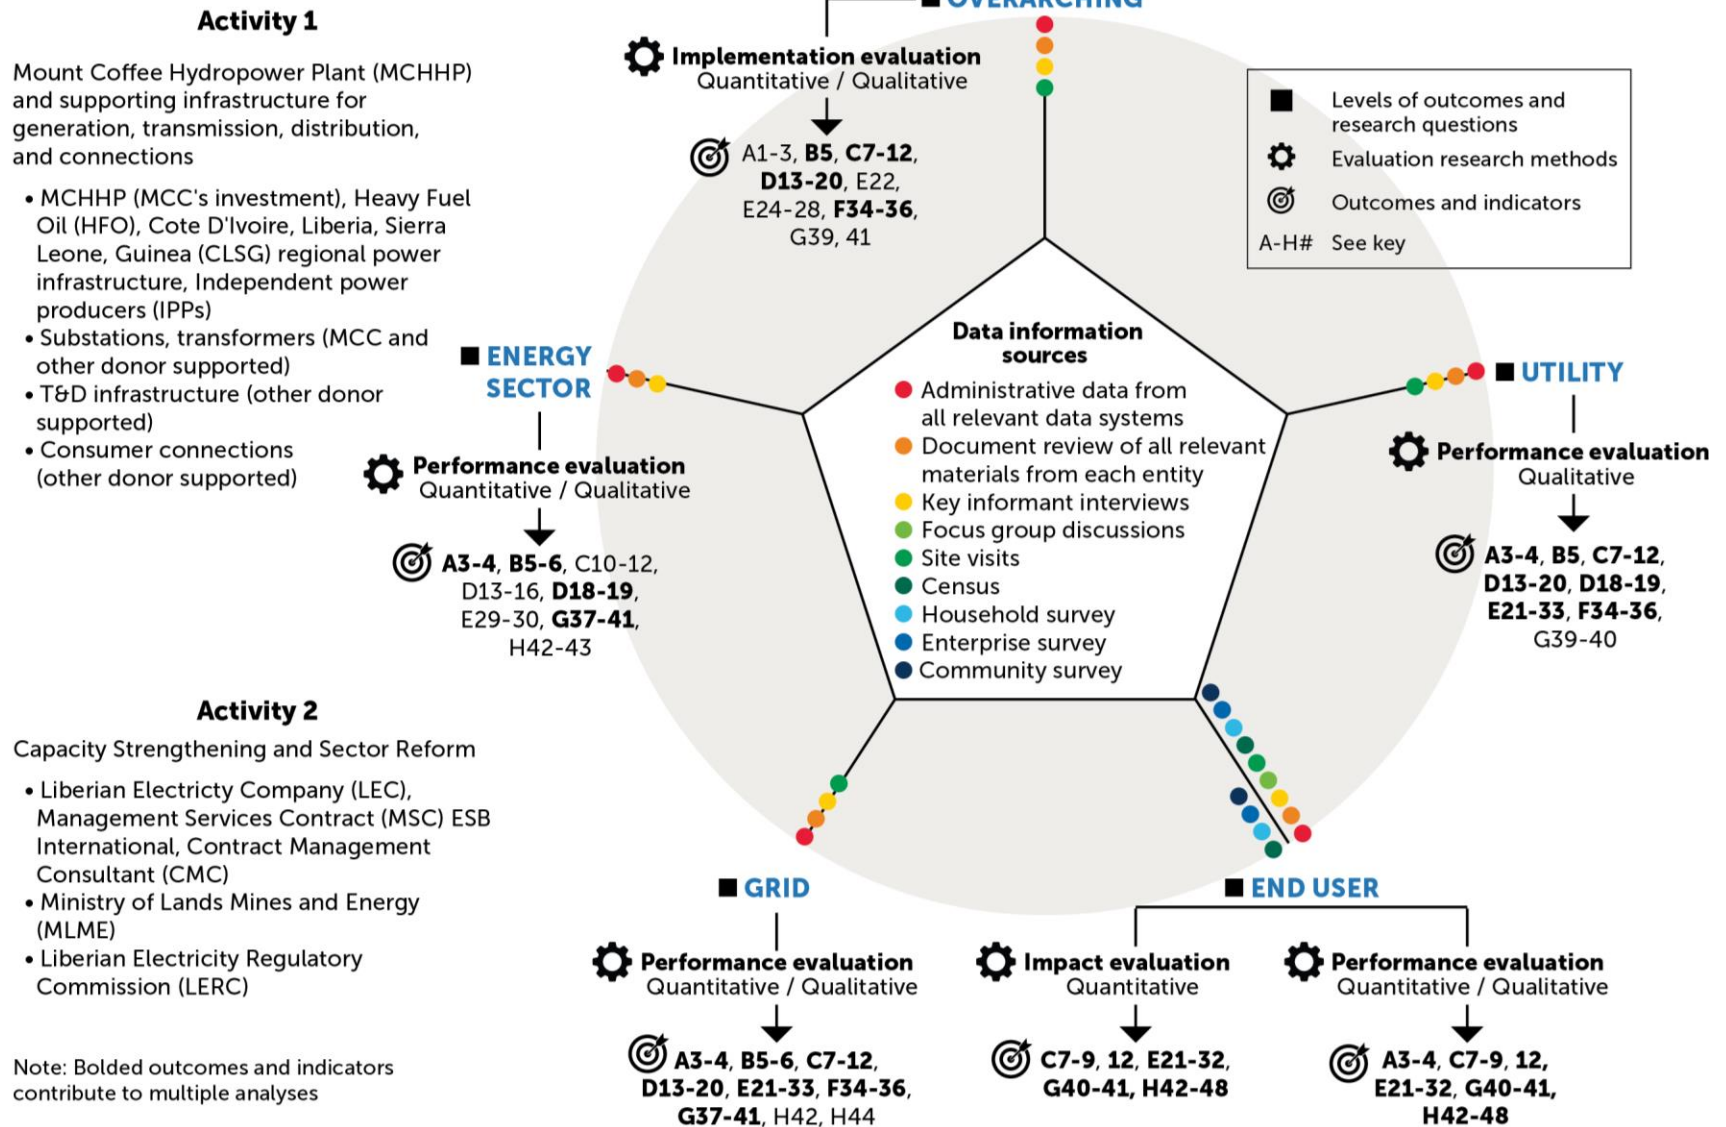 Activity 1
Mount Coffee Hydropower Plant (MCHHP)
and supporting infrastructure for
generation, transmission, distribution,
and connections
• MCHHP (MCC's investment), Heavy Fuel
Oil (HFO), Cote D'Ivoire, Liberia, Sierra
Leone, Guinea (CLSG) regional power
infrastructure, Independent power
producers (IPPs)
• Substations, transformers (MCC and
other donor supported)
• T&D infrastructure (other donor
supported)
• Consumer connections
(other donor supported)
Activity 2
Capacity Strengthening and Sector Reform
• Liberian Electricty Company (LEC),
Management Services Contract (MSC) ESB
International, Contract Management
Consultant (CMC)
• Ministry of Lands Mines and Energy
(MLME)
• Liberian Electricity Regulatory
Commission (LERC)
Note: Bolded outcomes and indicators
contribute to multiple analyses
OVERARCHING
Implementation evaluation
Quantitative / Qualitative
A1-3, B5, C7-12,
D13-20, E22,
E24-28, F34-36,
G39, 41
Levels of outcomes and
research questions
Evaluation research methods
Outcomes and indicators
A-H# See key
ENERGY
SECTOR
Performance evaluation
Quantitative / Qualitative
A3-4, B5-6, C10-12,
D13-16, D18-19,
E29-30, G37-41,
H42-43
Data information
sources
Administrative data from
all relevant data systems
Document review of all relevant
materials from each entity
Key informant interviews
Focus group discussions
Site visits
Census
Household survey
Enterprise survey
Community survey
UTILITY
Performance evaluation
Qualitative
A3-4, B5, C7-12,
D13-20, D18-19,
E21-33, F34-36,
G39-40
GRID
Performance evaluation
Quantitative / Qualitative
A3-4, B5-6, C7-12,
D13-20, E21-33, F34-36,
G37-41, H42, H44
END USER
Impact evaluation
Quantitative
C7-9, 12, E21-32,
G40-41, H42-48
Performance evaluation
Quantitative / Qualitative
A3-4, C7-9, 12,
E21-32, G40-41,
H42-48